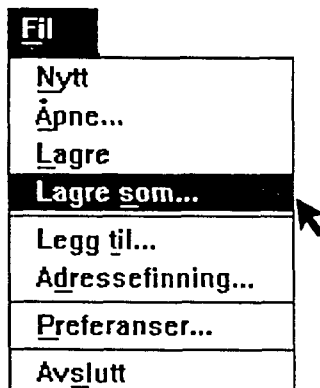 Fil
Nytt
Åpne...
Lagre
Lagre som...
Legg til...
Adressefinning...
Preferanser...
Avslutt